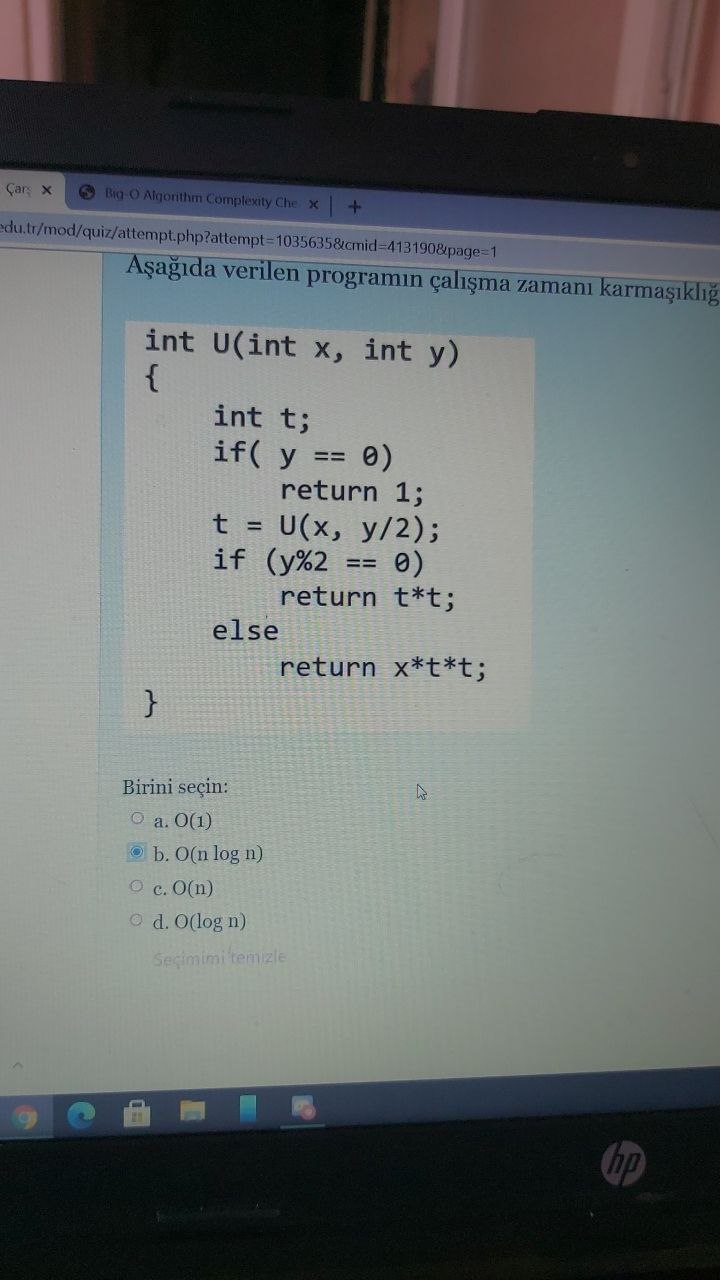 Çarş
Big-O Algorithm Complexity Che
edu.tr/mod/quiz/attempt.php?attempt=1035635&cmid=413190&page=1
Aşağıda verilen programın çalışma zamanı karmaşıklığ
int U(int x, int y)
{
int t;
if( y == 0)
return 1;
t = U(x, y/2);
if (y%2 == 0)
return t*t;
else
return x*t*t;
}
Birini seçin:
a. O(1)
b. O(n log n)
c. O(n)
d. O(log n)
Seçimimi temizle
hp